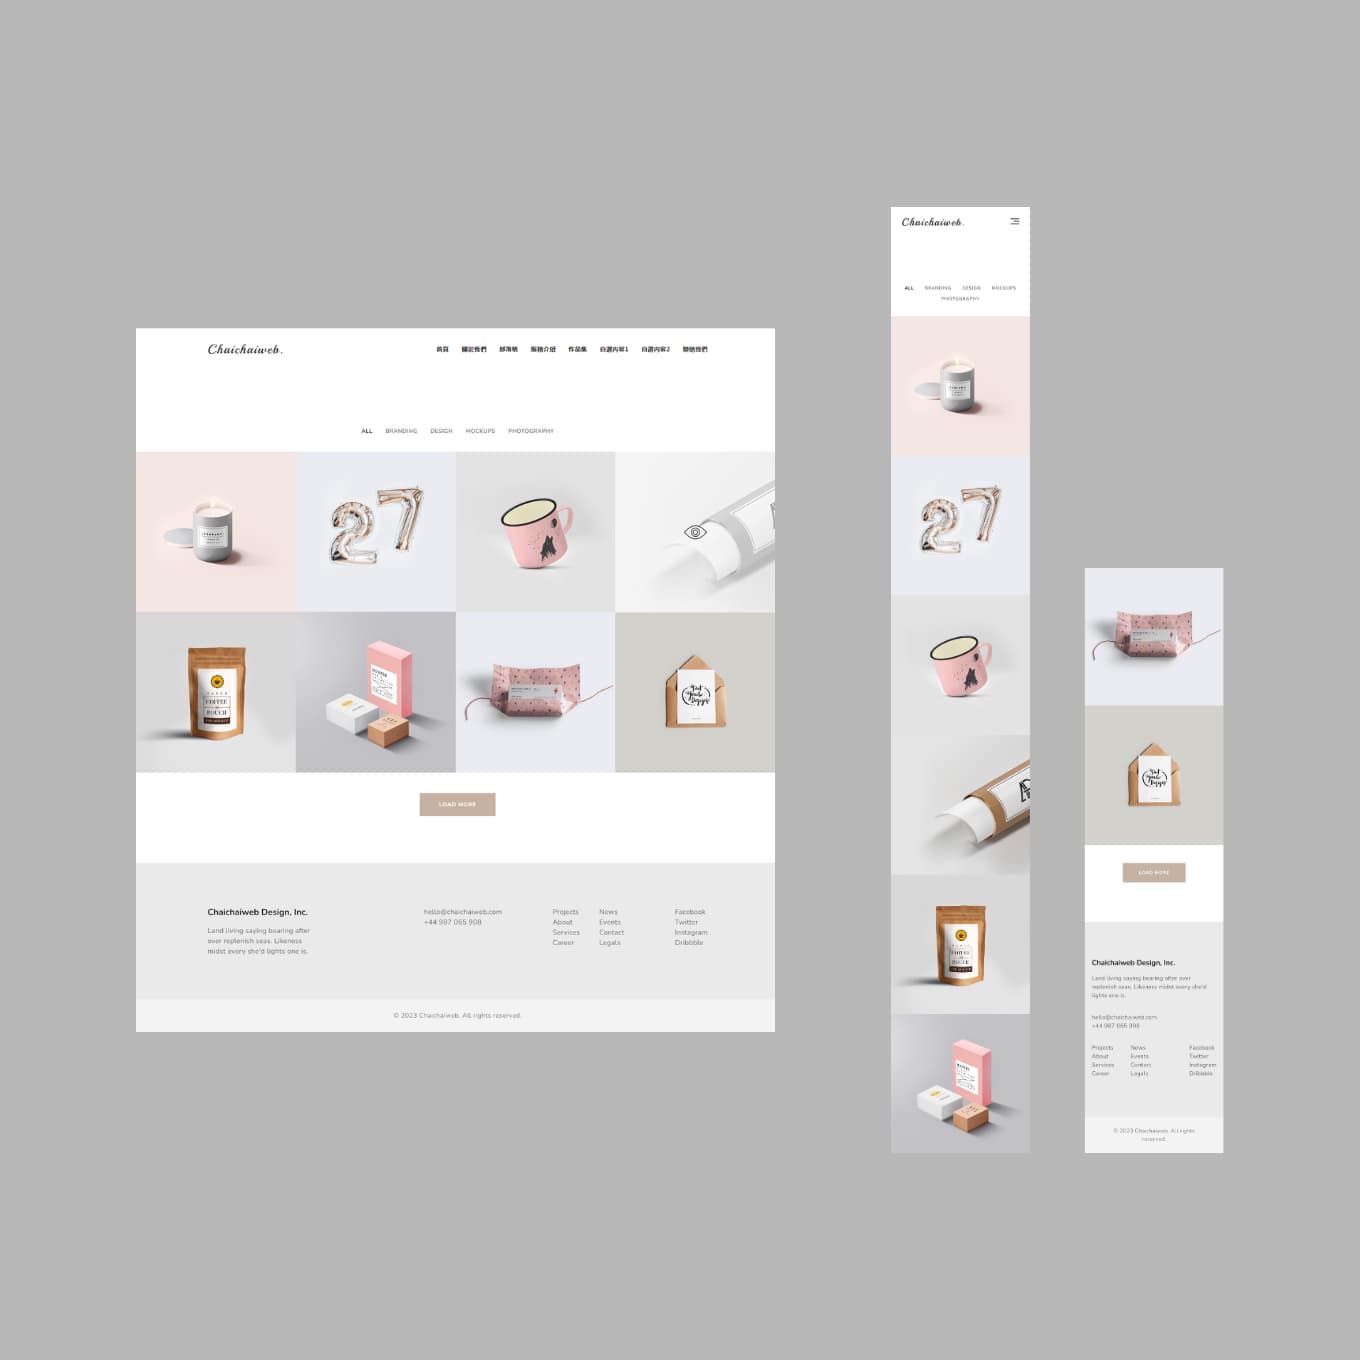 Chaichaiweb.
首頁 關於我們 部落格 服務介紹 作品集 自選內容1 自選內容2 聯絡我們
ALL BRANDING DESIGN MOCKUPS PHOTOGRAPHY
27
COFFEE
POUCH
LOAD MORE
Chaichaiweb Design, Inc.
Land living saying bearing after
over replenish seas. Likeness
midst every she'd lights one is.
hello@chaichaiweb.com
+44 987 065 908
Projects News Facebook
About Events Twitter
Services Contact Instagram
Career Legals Dribbble
© 2023 Chaichaiweb. All rights reserved.
Chaichaiweb.
ALL BRANDING DESIGN MOCKUPS
PHOTOGRAPHY
27
COFFEE
POUCH
LOAD MORE
Chaichaiweb Design, Inc.
Land living saying bearing after over
replenish seas. Likeness midst every she'd
lights one is.
hello@chaichaiweb.com
+44 987 065 908
Projects News Facebook
About Events Twitter
Services Contact Instagram
Career Legals Dribbble
© 2023 Chaichaiweb. All rights
reserved.